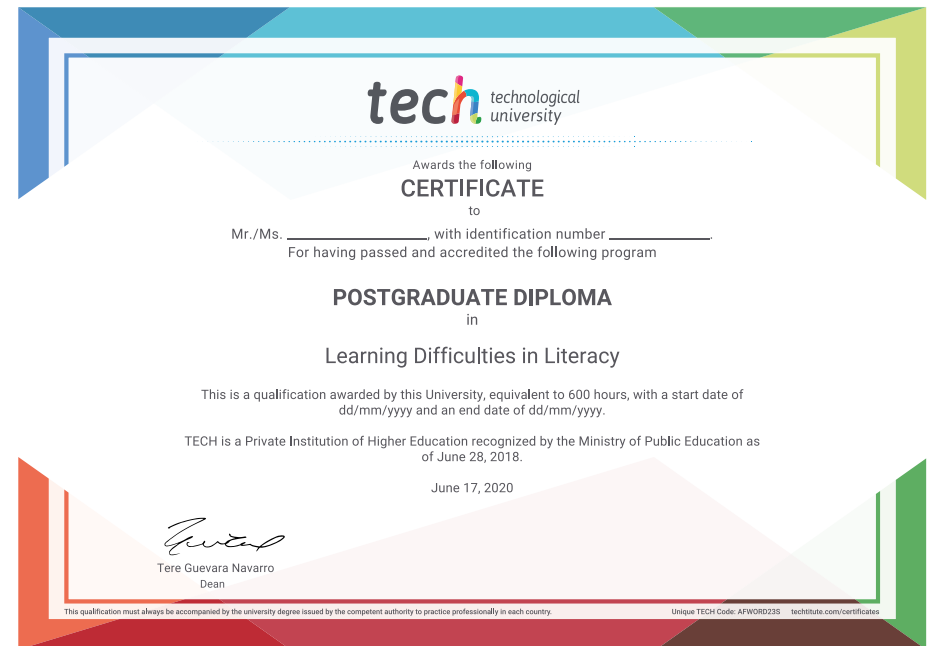 tech technological
university
Awards the following
CERTIFICATE
to
Mr./Ms. ____________________, with identification number ______________.
For having passed and accredited the following program
POSTGRADUATE DIPLOMA
in
Learning Difficulties in Literacy
This is a qualification awarded by this University, equivalent to 600 hours, with a start date of
dd/mm/yyyy and an end date of dd/mm/yyyy.
TECH is a Private Institution of Higher Education recognized by the Ministry of Public Education as
of June 28, 2018.
June 17, 2020
Tere Guevara Navarro
Dean
This qualification must always be accompanied by the university degree issued by the competent authority to practice professionally in each country. Unique TECH Code: AFWORD23S techtitute.com/certificates